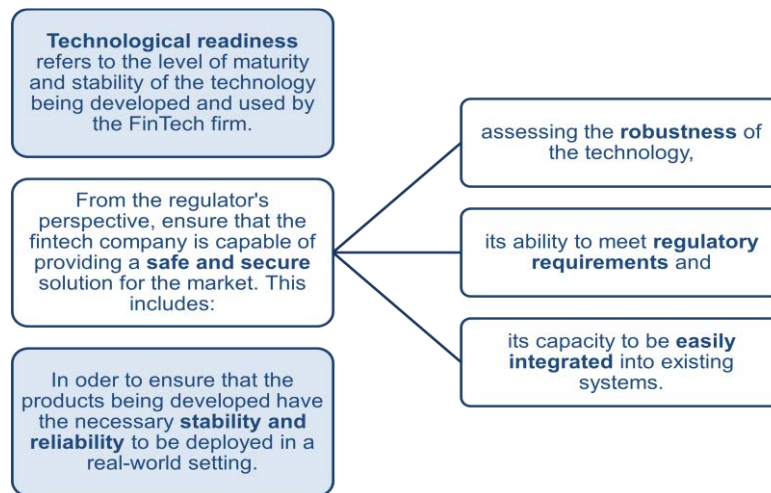 Technological readiness
refers to the level of maturity
and stability of the technology
being developed and used by
the FinTech firm.
From the regulator's
perspective, ensure that the
fintech company is capable of
providing a safe and secure
solution for the market. This
includes:
In oder to ensure that the
products being developed have
the necessary stability and
reliability to be deployed in a
real-world setting.
assessing the robustness of
the technology,
its ability to meet regulatory
requirements and
its capacity to be easily
integrated into existing
systems.